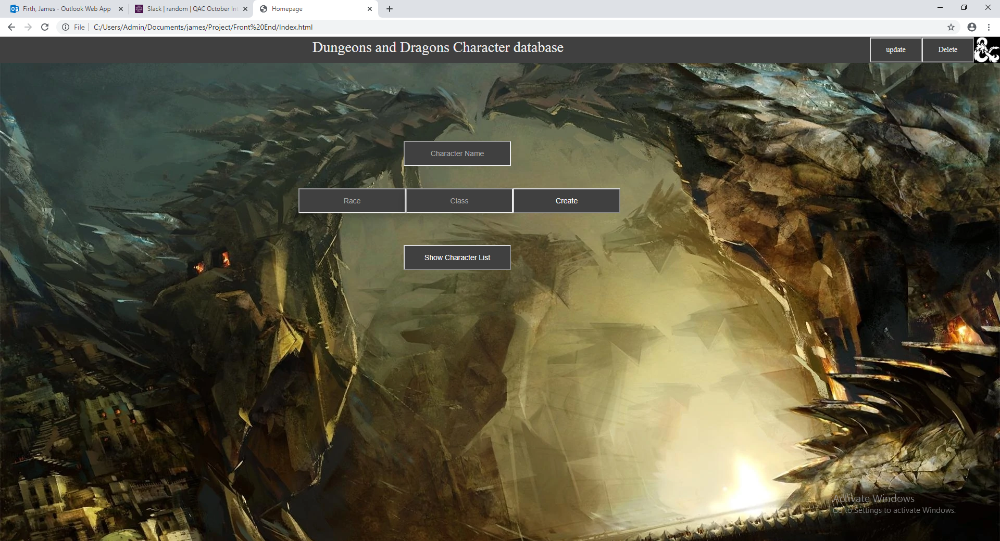 Firth, James - Outlook Web App
Slack | random | QAC October Int
Homepage
File
C:/Users/Admin/Documents/james/Project/Front%20End/Index.html
Dungeons and Dragons Character database
update
Delete
Character Name
Race
Class
Create
Show Character List
Activate Windows
Go to Settings to activate Windows.